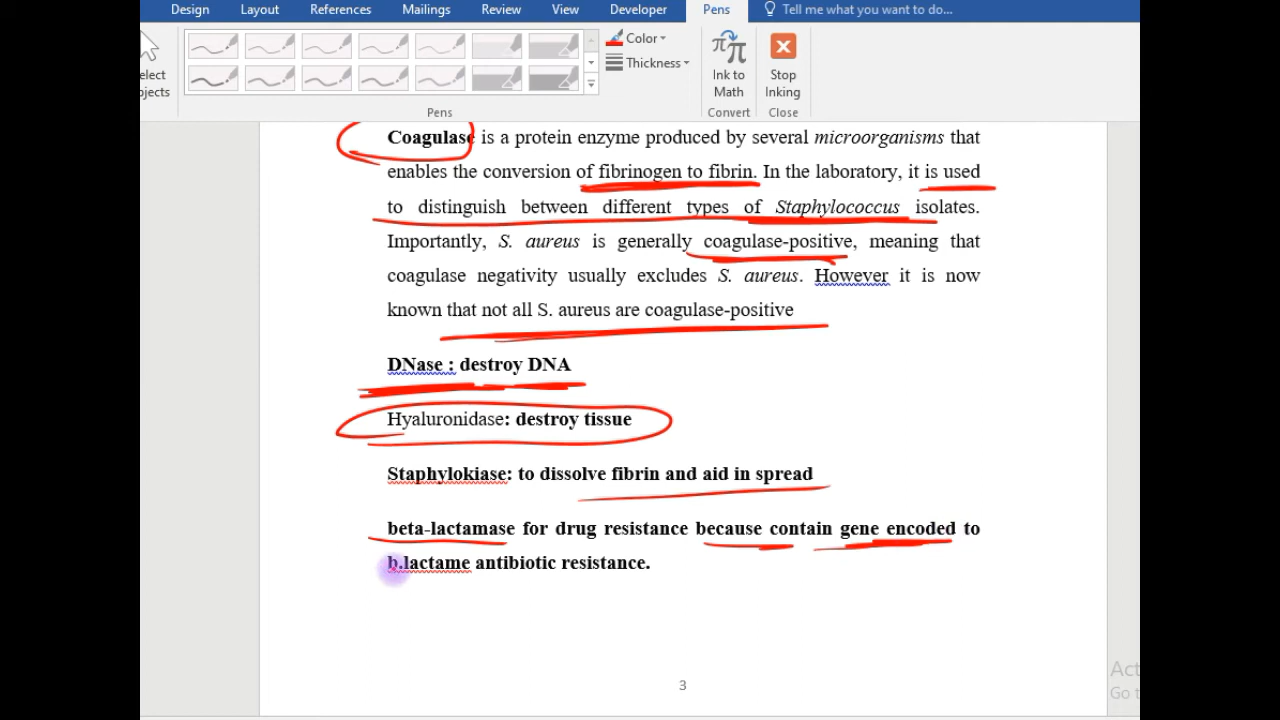 Design Layout References Mailings Review View Developer Pens Tell me what you want to do...
elect
bjects
Color
Thickness
Ink to
Math
Stop
Inking
Pens
Convert
Close
Coagulase is a protein enzyme produced by several microorganisms that
enables the conversion of fibrinogen to fibrin. In the laboratory, it is used
to distinguish between different types of Staphylococcus isolates.
Importantly, S. aureus is generally coagulase-positive, meaning that
coagulase negativity usually excludes S. aureus. However it is now
known that not all S. aureus are coagulase-positive
DNase : destroy DNA
Hyaluronidase: destroy tissue
Staphylokiase: to dissolve fibrin and aid in spread
beta-lactamase for drug resistance because contain gene encoded to
b.lactame antibiotic resistance.
3
Act
Go t